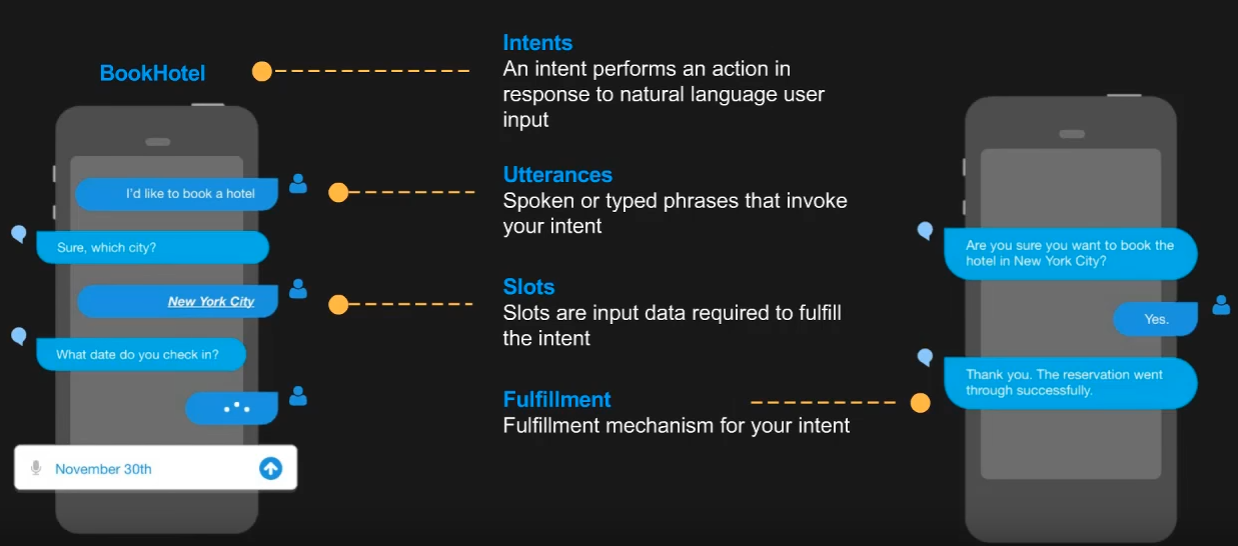 BookHotel
I'd like to book a hotel
Sure, which city?
New York City
What date do you check in?
November 30th
Intents
An intent performs an action in
response to natural language user
input
Utterances
Spoken or typed phrases that invoke
your intent
Slots
Slots are input data required to fulfill
the intent
Fulfillment
Fulfillment mechanism for your intent
Are you sure you want to book the
hotel in New York City?
Yes.
Thank you. The reservation went
through successfully.